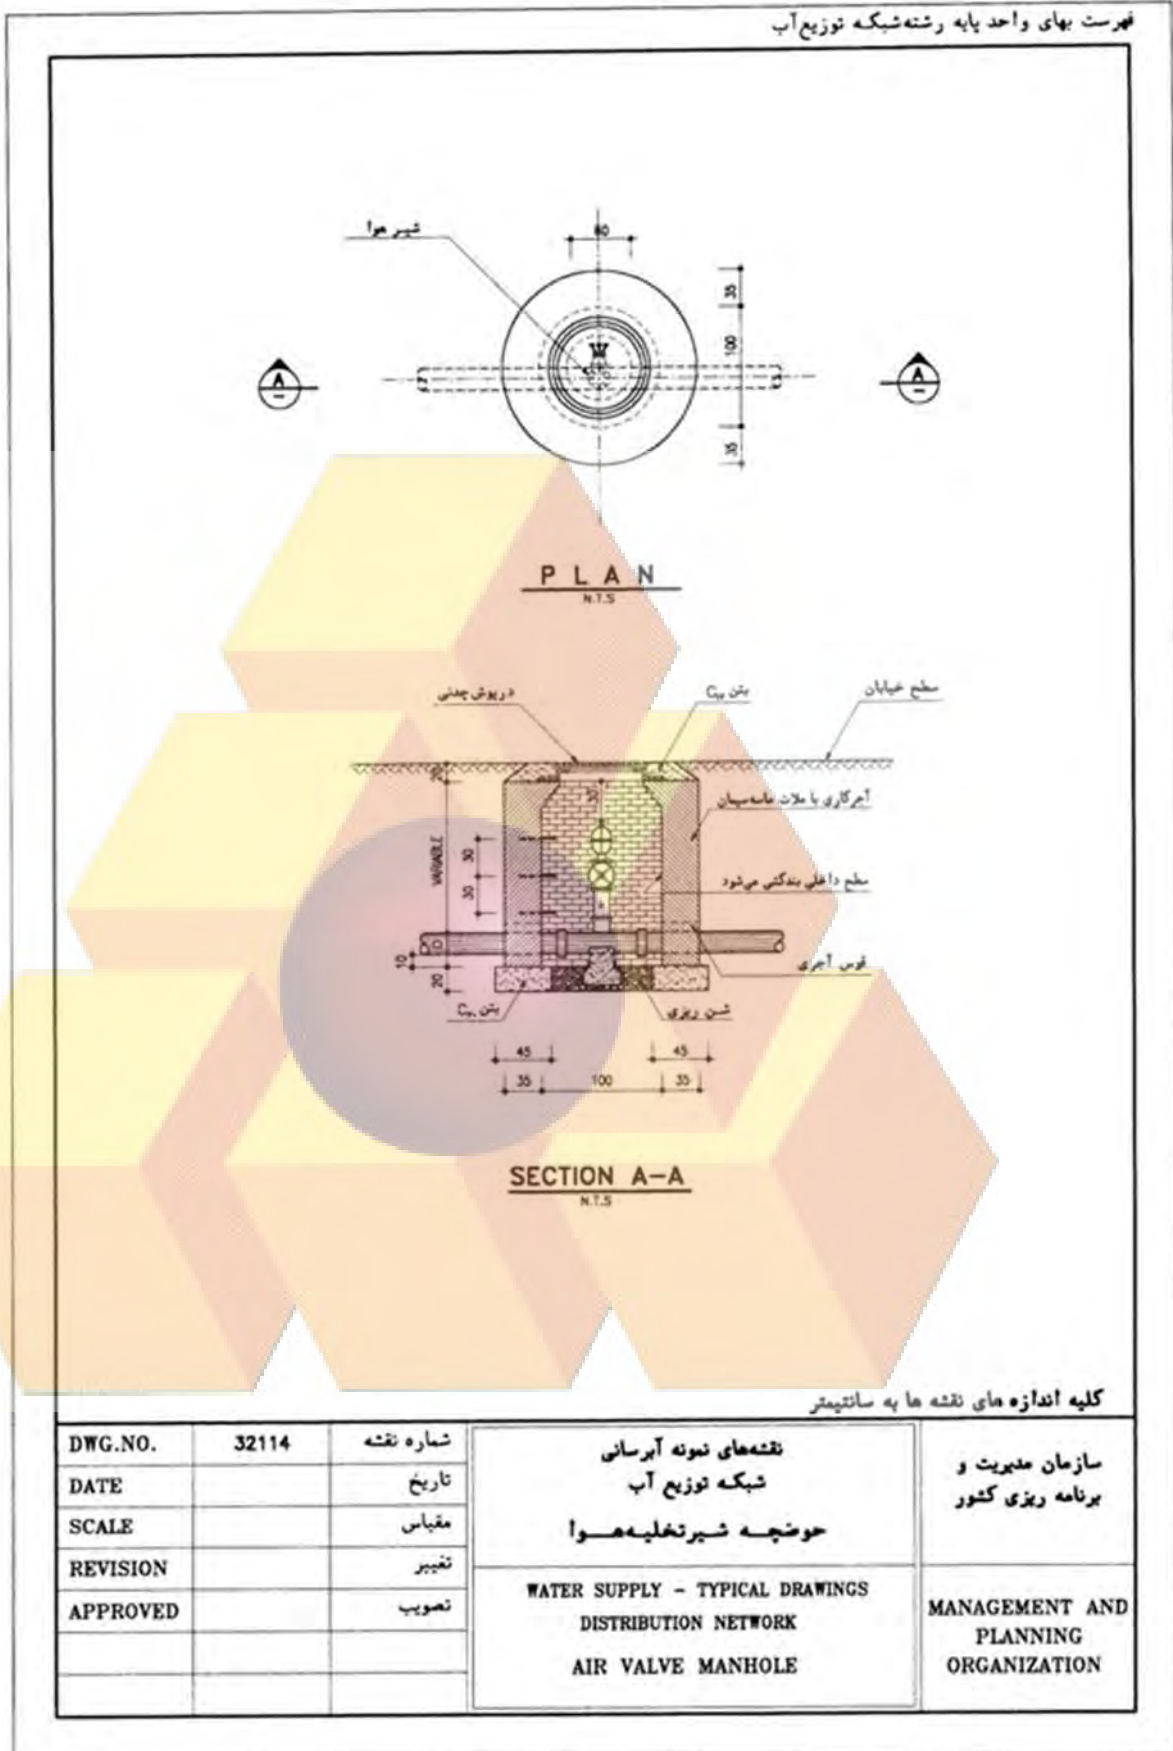 فهرست بهای واحد پایه رشته شبکه توزیع آب
شیر هوا
60
35
100
35
A
A
PLAN
N.T.S
درپوش چدنی
بتن
سطح خیابان
20
30
آجرکاری با ملات ماسه سیمان
VARIABLE
30
30
سطح داخلی بندکشی می‌شود
D
10
قوس آجری
20
بتن
شن ریزی
45
45
35
100
35
SECTION A-A
N.T.S
کلیه اندازه های نقشه ها به سانتیمتر
DWG.NO. 32114 شماره نقشه
DATE تاریخ
SCALE مقیاس
REVISION تغییر
APPROVED تصویب
نقشه‌های نمونه آبرسانی
شبکه توزیع آب
حوضچه شیرتخلیه هوا
WATER SUPPLY - TYPICAL DRAWINGS
DISTRIBUTION NETWORK
AIR VALVE MANHOLE
سازمان مدیریت و
برنامه ریزی کشور
MANAGEMENT AND
PLANNING
ORGANIZATION